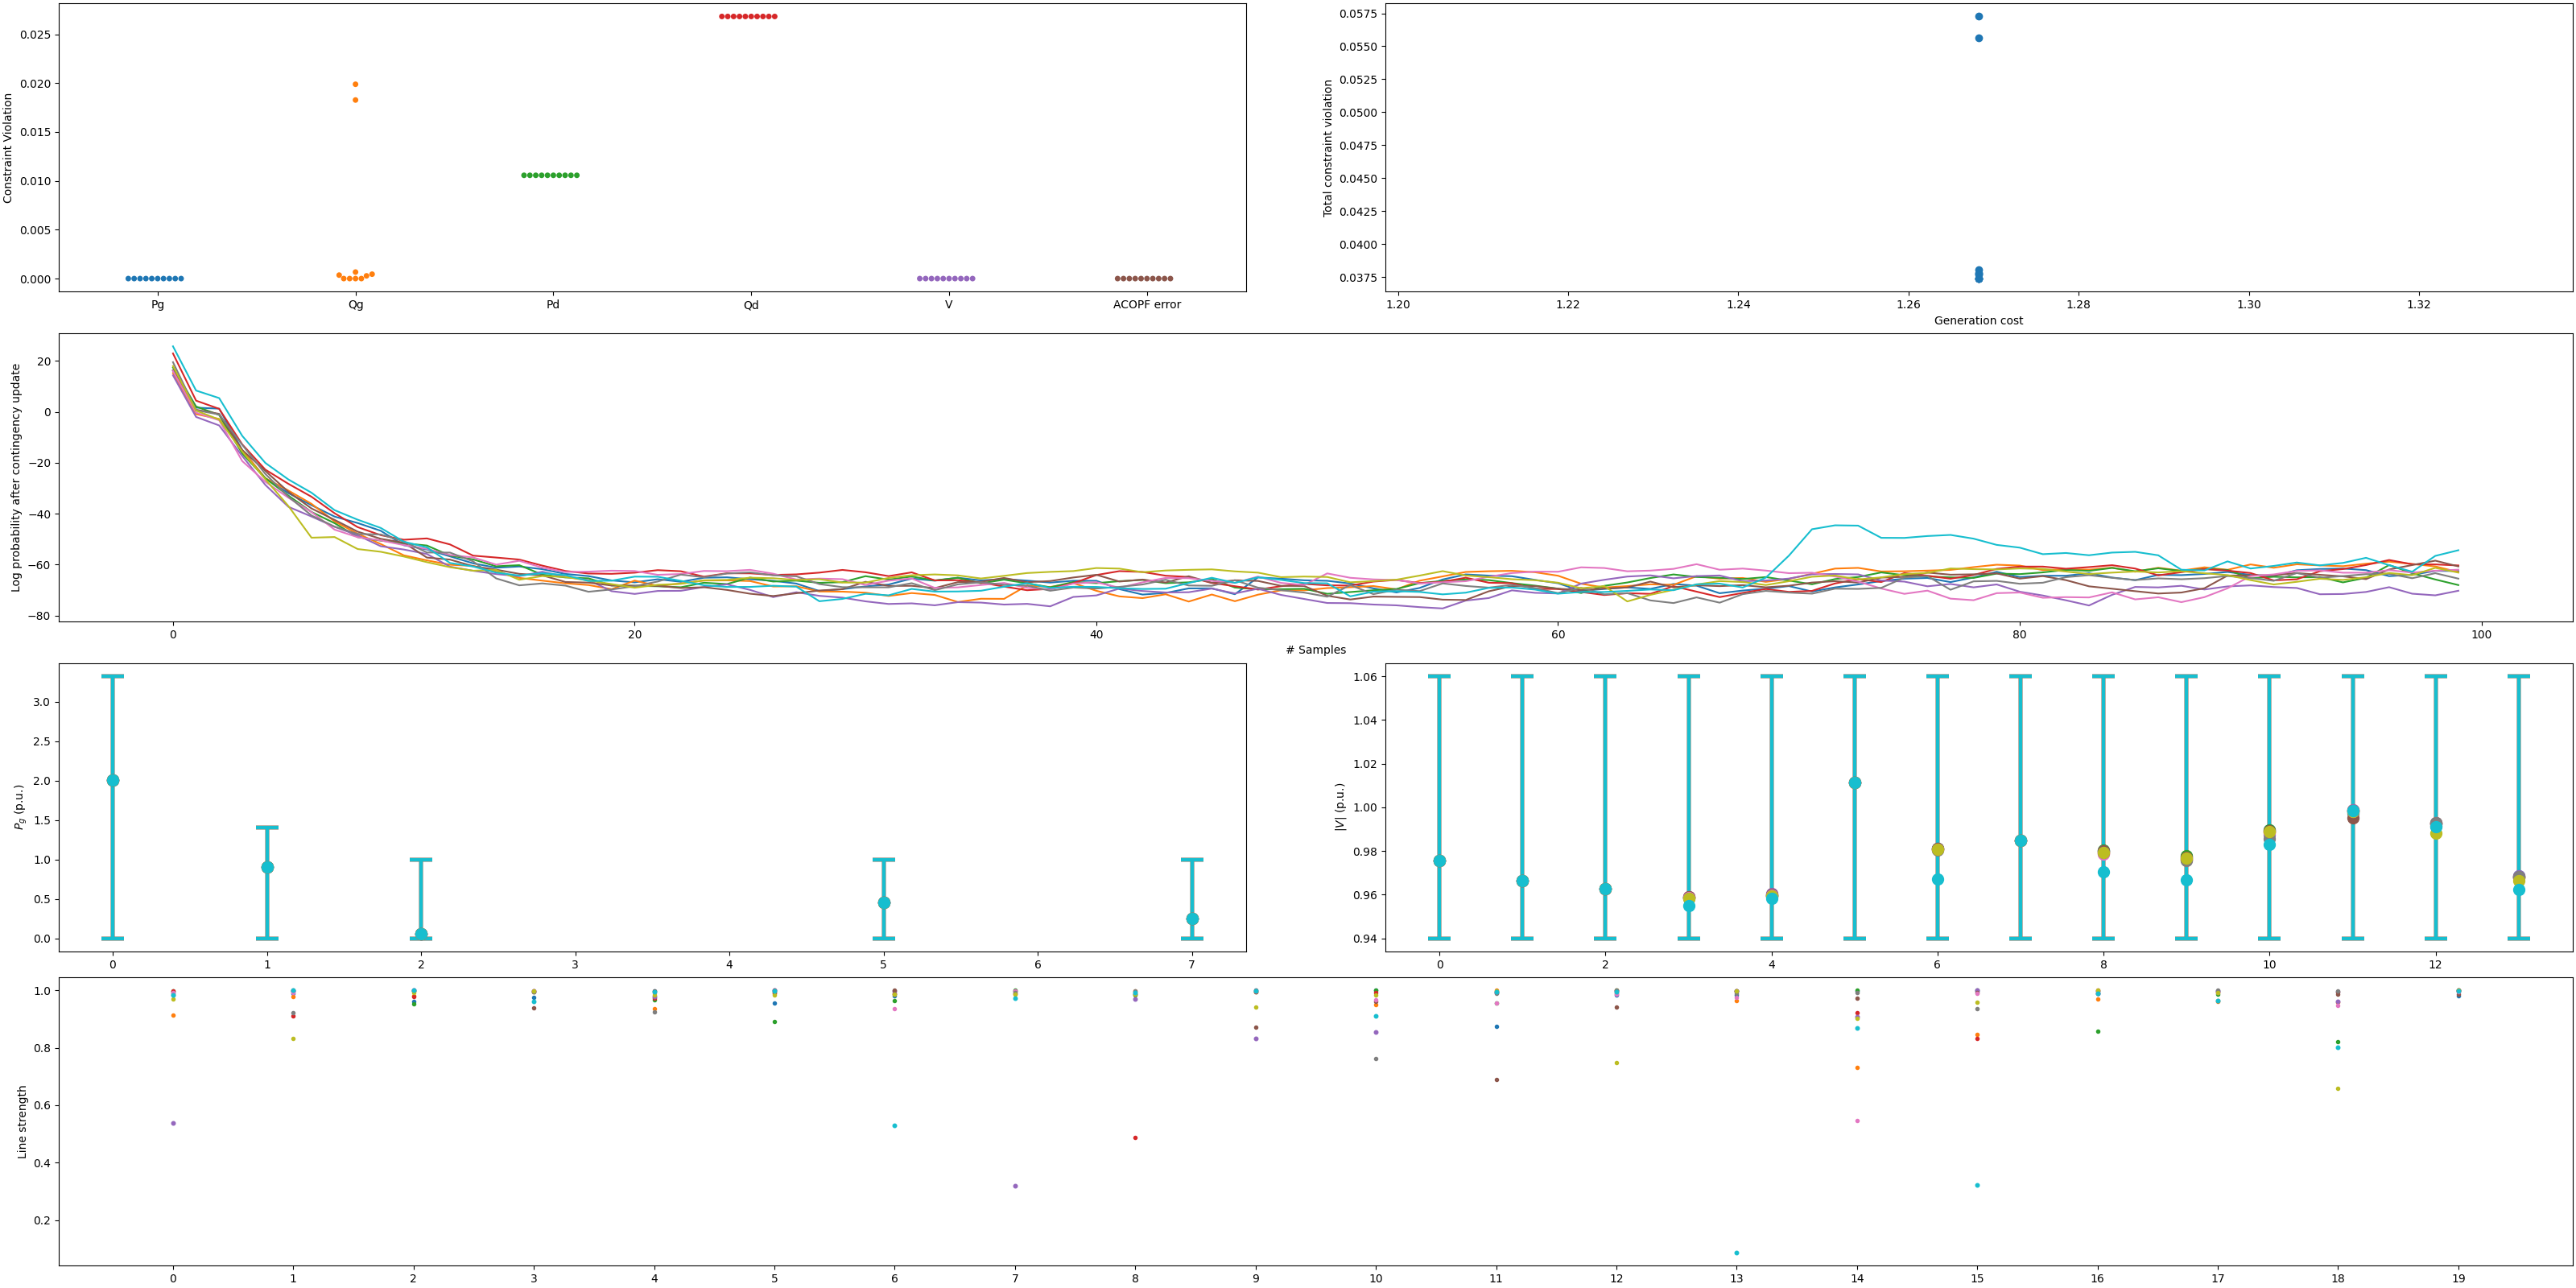 Constraint Violation
0.025
0.020
0.015
0.010
0.005
0.000
Pg Qg Pd Qd V ACOPF error
Total constraint violation
0.0575
0.0550
0.0525
0.0500
0.0475
0.0450
0.0425
0.0400
0.0375
1.20 1.22 1.24 1.26 1.28 1.30 1.32
Generation cost
Log probability after contingency update
20
0
−20
−40
−60
−80
0 20 40 60 80 100
# Samples
Pg (p.u.)
3.0
2.5
2.0
1.5
1.0
0.5
0.0
0 1 2 3 4 5 6 7
|V| (p.u.)
1.06
1.04
1.02
1.00
0.98
0.96
0.94
0 2 4 6 8 10 12
Line strength
1.0
0.8
0.6
0.4
0.2
0 1 2 3 4 5 6 7 8 9 10 11 12 13 14 15 16 17 18 19